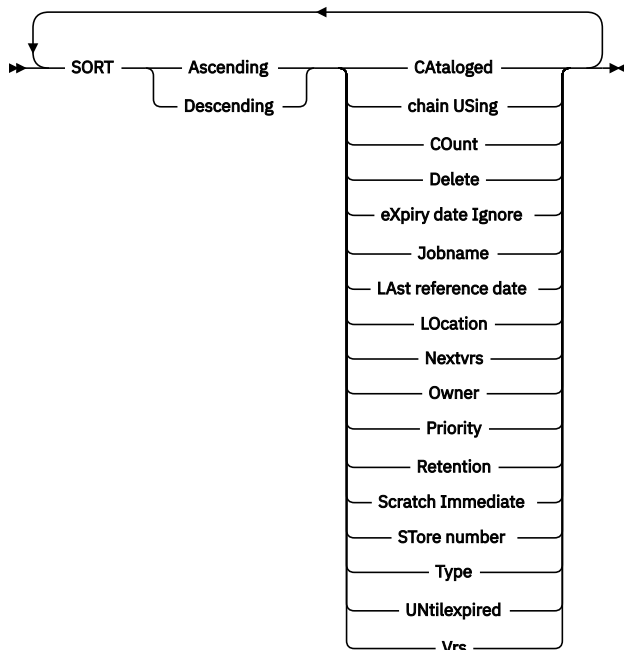 SORT Ascending CAtaloged
Descending chain USing
COunt
Delete
eXpiry date Ignore
Jobname
LAst reference date
LOcation
Nextvrs
Owner
Priority
Retention
Scratch Immediate
STore number
Type
UNtilexpired
Vrs